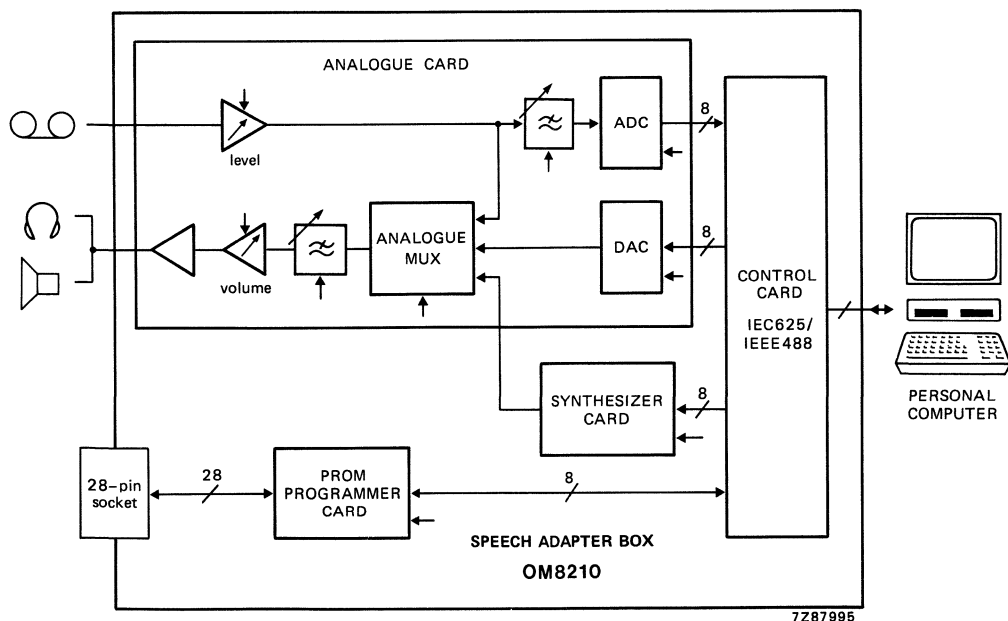 ANALOGUE CARD
level
ADC
8
volume
ANALOGUE
MUX
DAC
8
CONTROL
CARD
IEC625/
IEEE488
SYNTHESIZER
CARD
8
PERSONAL
COMPUTER
28-pin
socket
28
PROM
PROGRAMMER
CARD
8
SPEECH ADAPTER BOX
OM8210
7Z87995